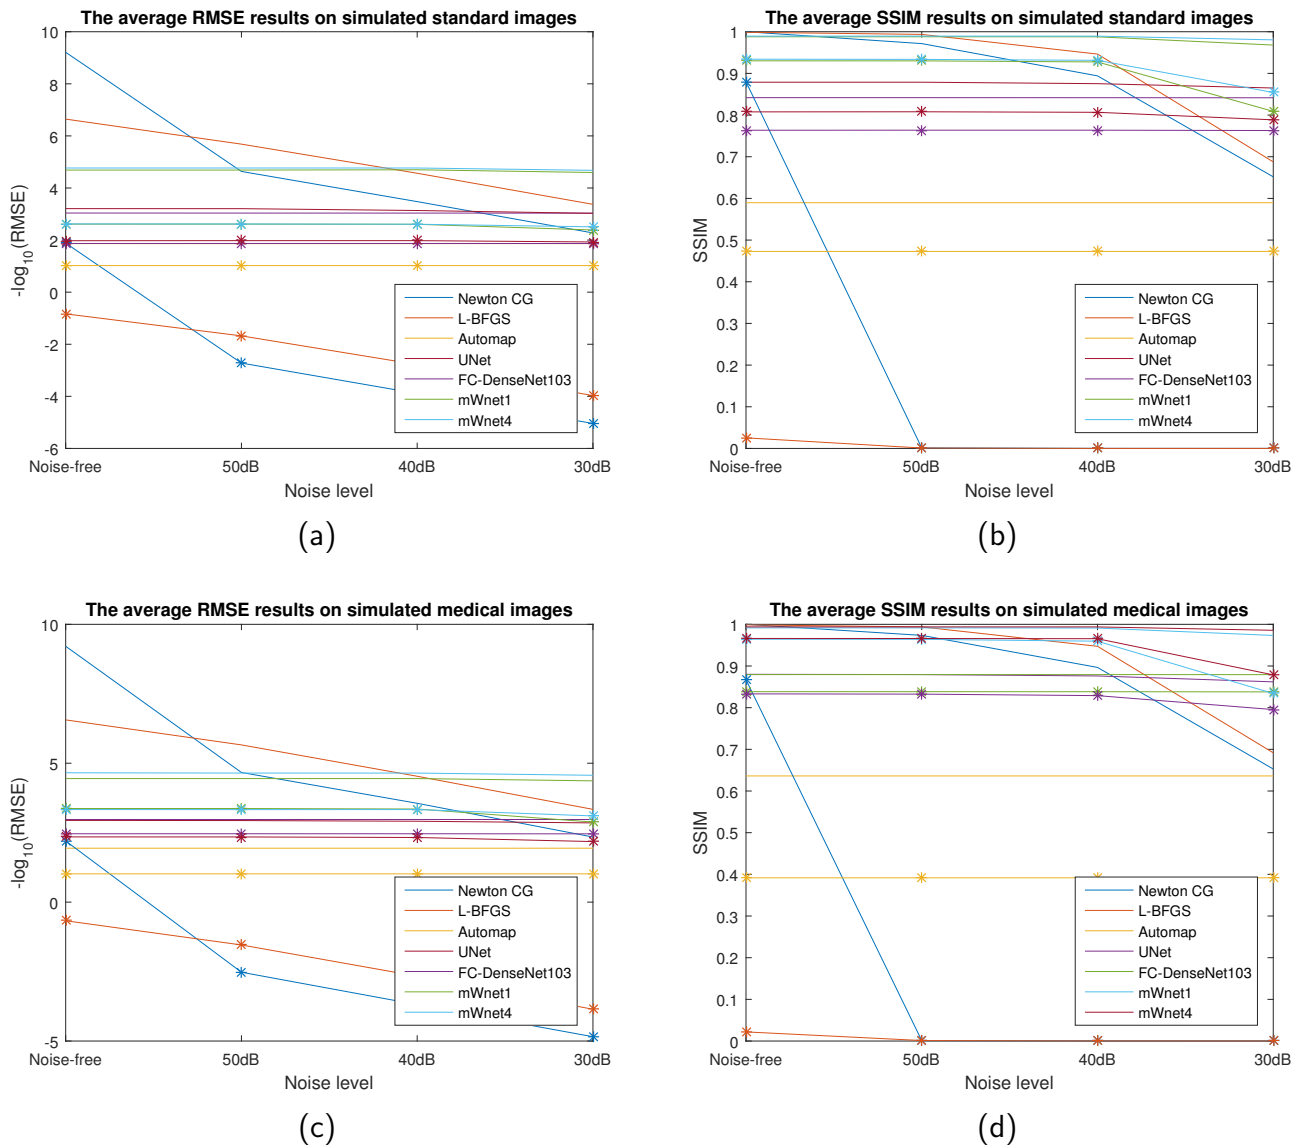 The average RMSE results on simulated standard images
10
8
6
4
2
0
-2
-4
-6
-log10(RMSE)
Noise-free 50dB 40dB 30dB
Noise level
Newton CG
L-BFGS
Automap
UNet
FC-DenseNet103
mWnet1
mWnet4
(a)
The average SSIM results on simulated standard images
1
0.9
0.8
0.7
0.6
0.5
0.4
0.3
0.2
0.1
0
SSIM
Noise-free 50dB 40dB 30dB
Noise level
Newton CG
L-BFGS
Automap
UNet
FC-DenseNet103
mWnet1
mWnet4
(b)
The average RMSE results on simulated medical images
10
5
0
-5
-log10(RMSE)
Noise-free 50dB 40dB 30dB
Noise level
Newton CG
L-BFGS
Automap
UNet
FC-DenseNet103
mWnet1
mWnet4
(c)
The average SSIM results on simulated medical images
1
0.9
0.8
0.7
0.6
0.5
0.4
0.3
0.2
0.1
0
SSIM
Noise-free 50dB 40dB 30dB
Noise level
Newton CG
L-BFGS
Automap
UNet
FC-DenseNet103
mWnet1
mWnet4
(d)